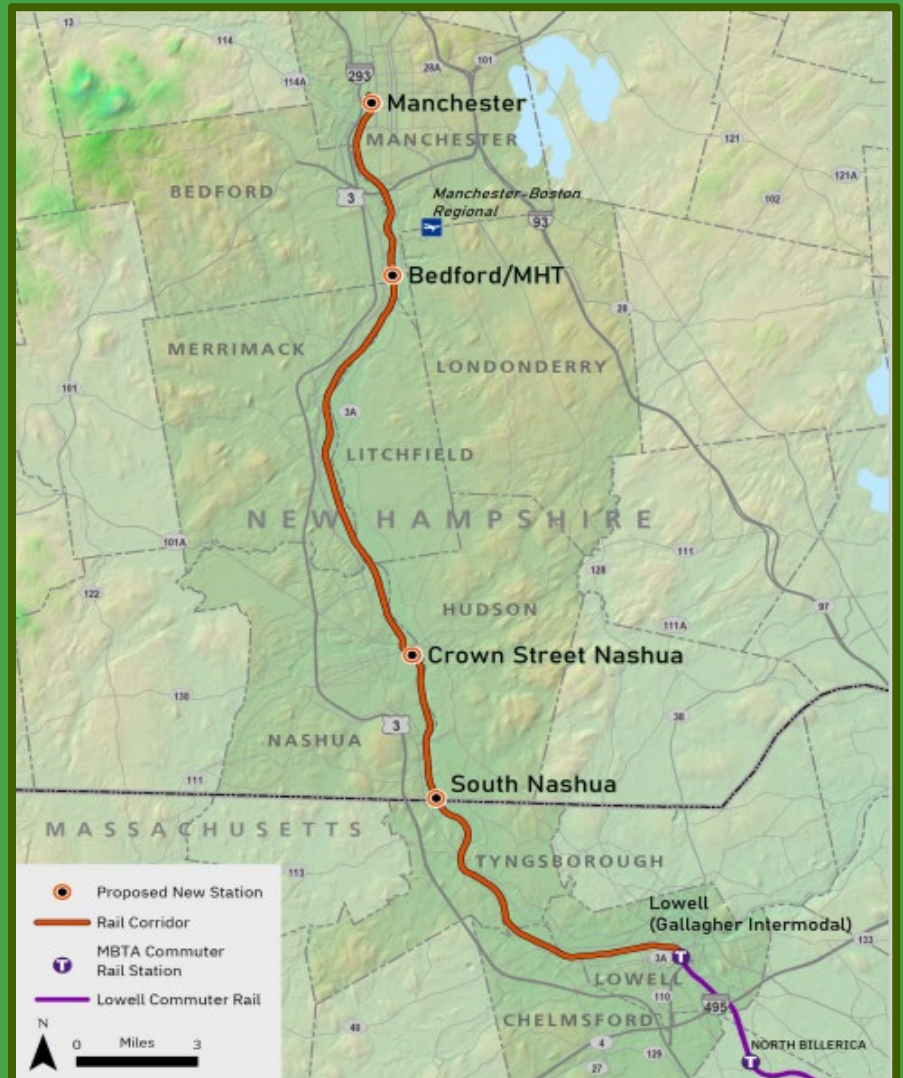 13
114
114A
293
28A
101
Manchester
MANCHESTER
121
121A
BEDFORD
3
102
Manchester-Boston
Regional
93
Bedford/MHT
28
MERRIMACK
LONDONDERRY
101
3A
LITCHFIELD
NEW HAMPSHIRE
101A
111
128
122
97
HUDSON
111A
Crown Street Nashua
130
38
3
NASHUA
111
South Nashua
MASSACHUSETTS
TYNGSBOROUGH
113
Proposed New Station
Rail Corridor
T
MBTA Commuter
Rail Station
Lowell Commuter Rail
N
0 Miles 3
Lowell
(Gallagher Intermodal)
133
3A
T
LOWELL
110
495
CHELMSFORD
40
4
129
27
NORTH BILLERICA
T